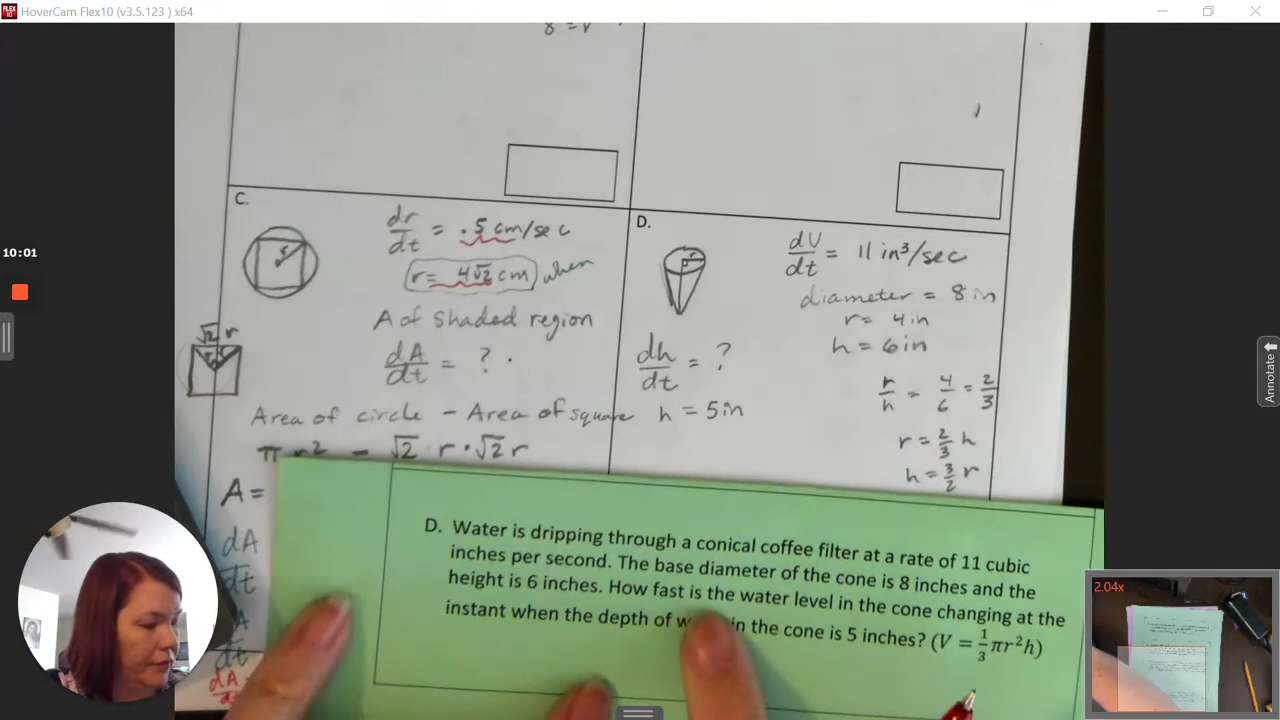 HoverCam Flex10 (v3.5.123 ) x64
10:01
8 = V
C.
dr/dt = .5 cm/sec
r = 4√2 cm when
A of shaded region
dA/dt = ? .
√2 r
Area of circle - Area of square
πr² - √2 r · √2 r
A =
dA
dt
A
dt
dA
D.
dV/dt = 11 in³/sec
diameter = 8 in
r = 4 in
h = 6 in
dh/dt = ?
h = 5 in
r/h = 4/6 = 2/3
r = 2/3 h
h = 3/2 r
D. Water is dripping through a conical coffee filter at a rate of 11 cubic
inches per second. The base diameter of the cone is 8 inches and the
height is 6 inches. How fast is the water level in the cone changing at the
instant when the depth of in the cone is 5 inches? (V = 1/3 πr²h)
Annotate
2.04x